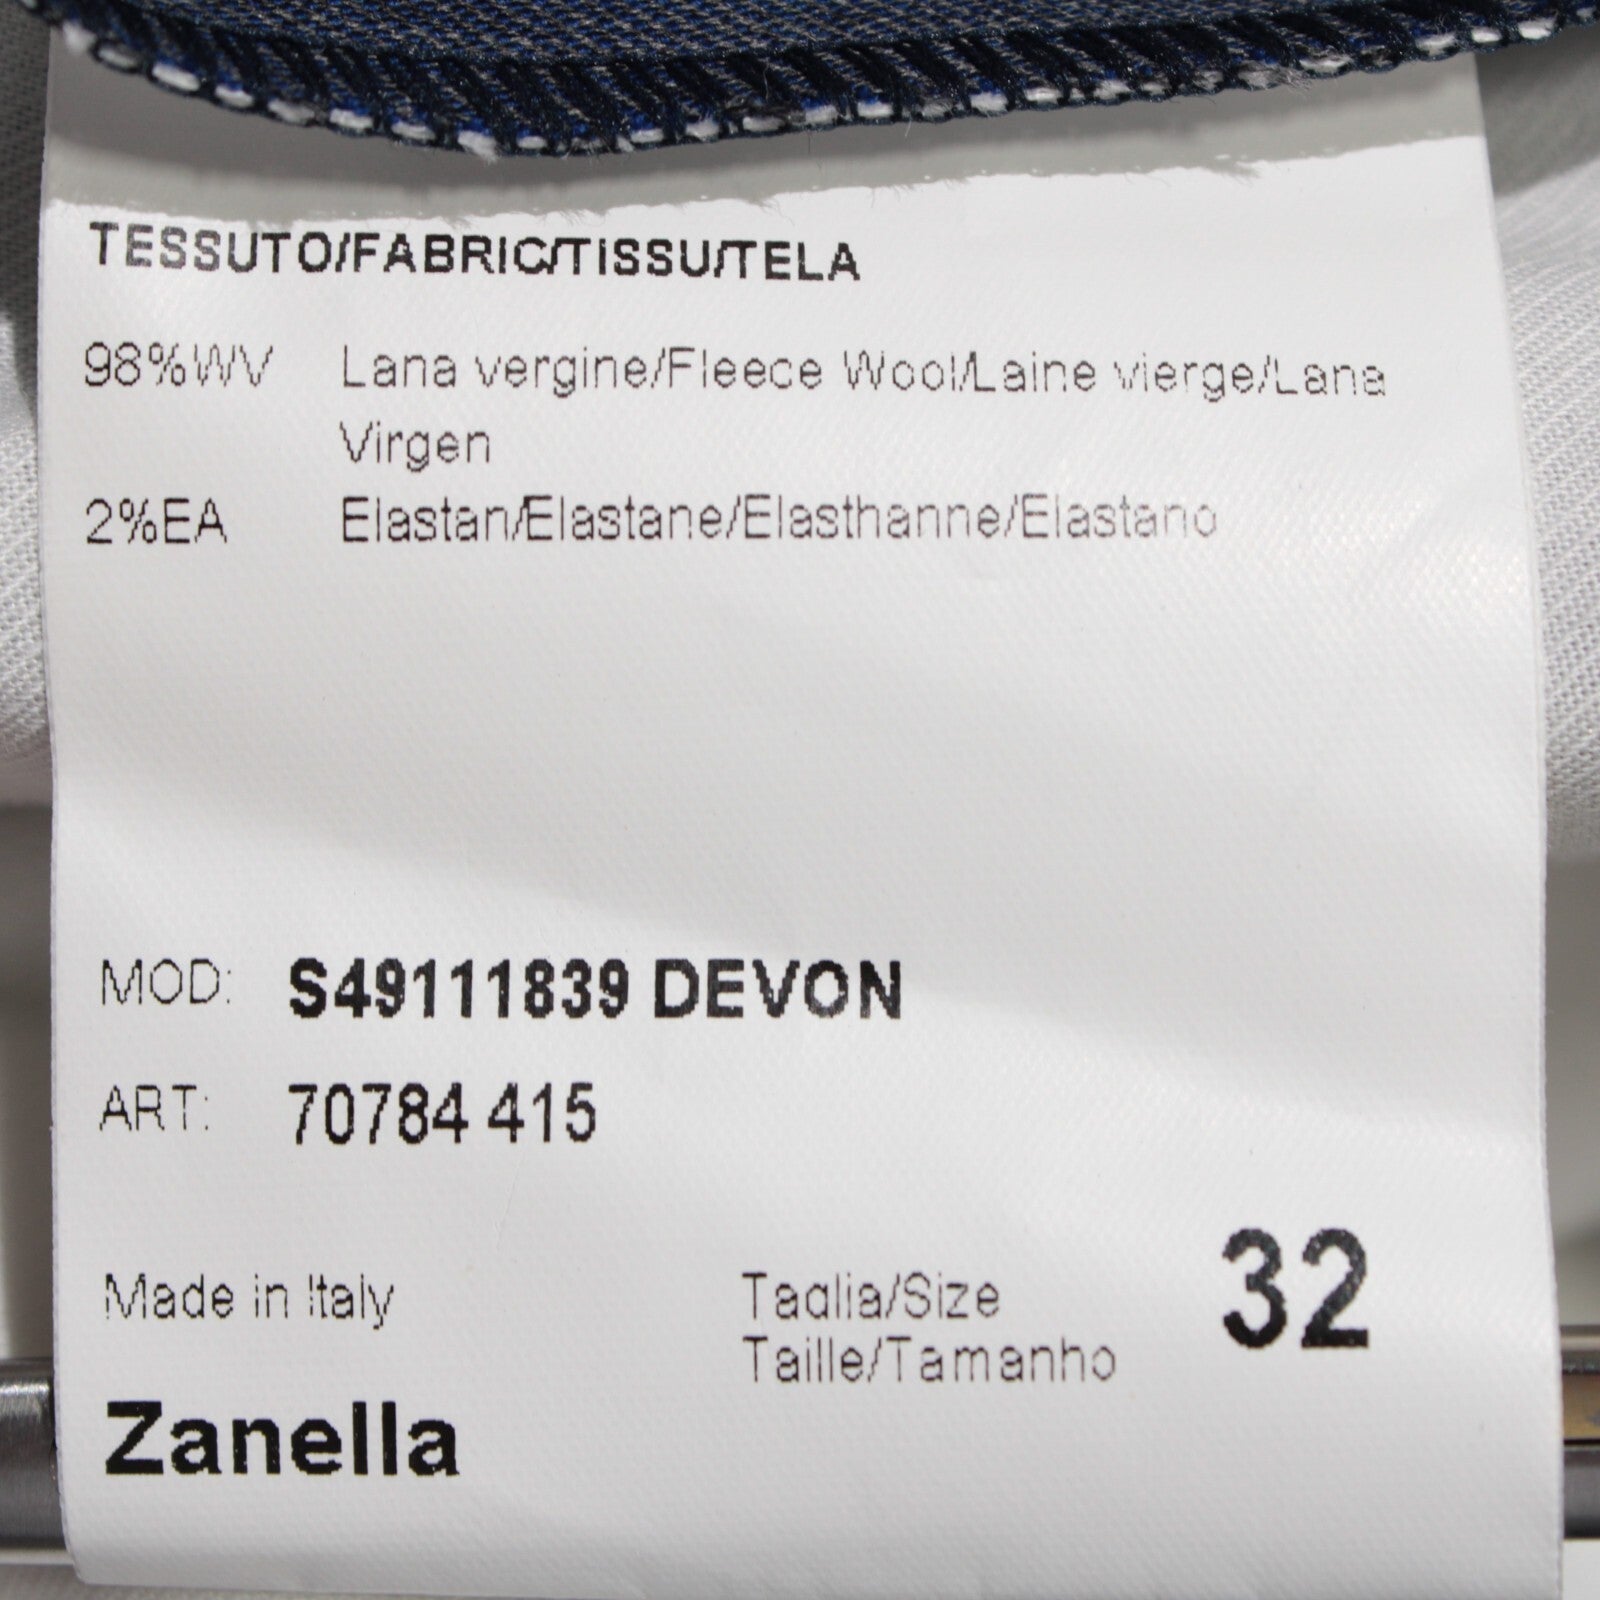 TESSUTO/FABRIC/TISSU/TELA
98%WV Lana vergine/Fleece Wool/Laine vierge/Lana
Virgen
2%EA Elastan/Elastane/Elasthanne/Elastano
MOD: S49111839 DEVON
ART: 70784 415
Made in Italy
Taglia/Size 32
Taille/Tamanho
Zanella